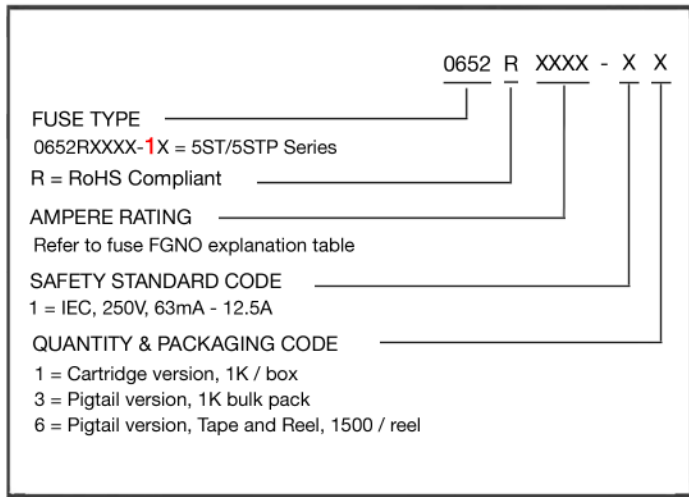 0652 R XXXX - X X
FUSE TYPE
0652RXXXX-1X = 5ST/5STP Series
R = RoHS Compliant
AMPERE RATING
Refer to fuse FGNO explanation table
SAFETY STANDARD CODE
1 = IEC, 250V, 63mA - 12.5A
QUANTITY & PACKAGING CODE
1 = Cartridge version, 1K / box
3 = Pigtail version, 1K bulk pack
6 = Pigtail version, Tape and Reel, 1500 / reel